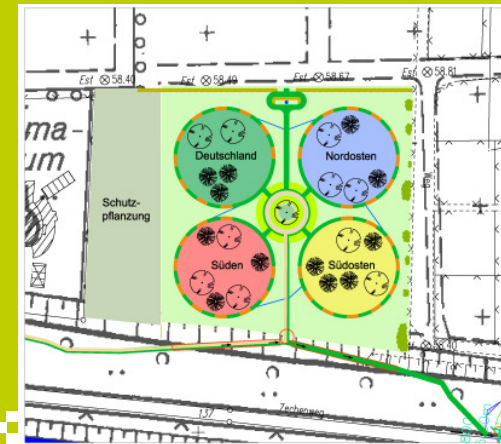 Est 58.40
Est 58.49
Est 58.67
Est 58.81
ma-
um
Deutschland
Nordosten
Weg
Schutz-
pflanzung
Süden
Südosten
58.40
137
Zechenweg